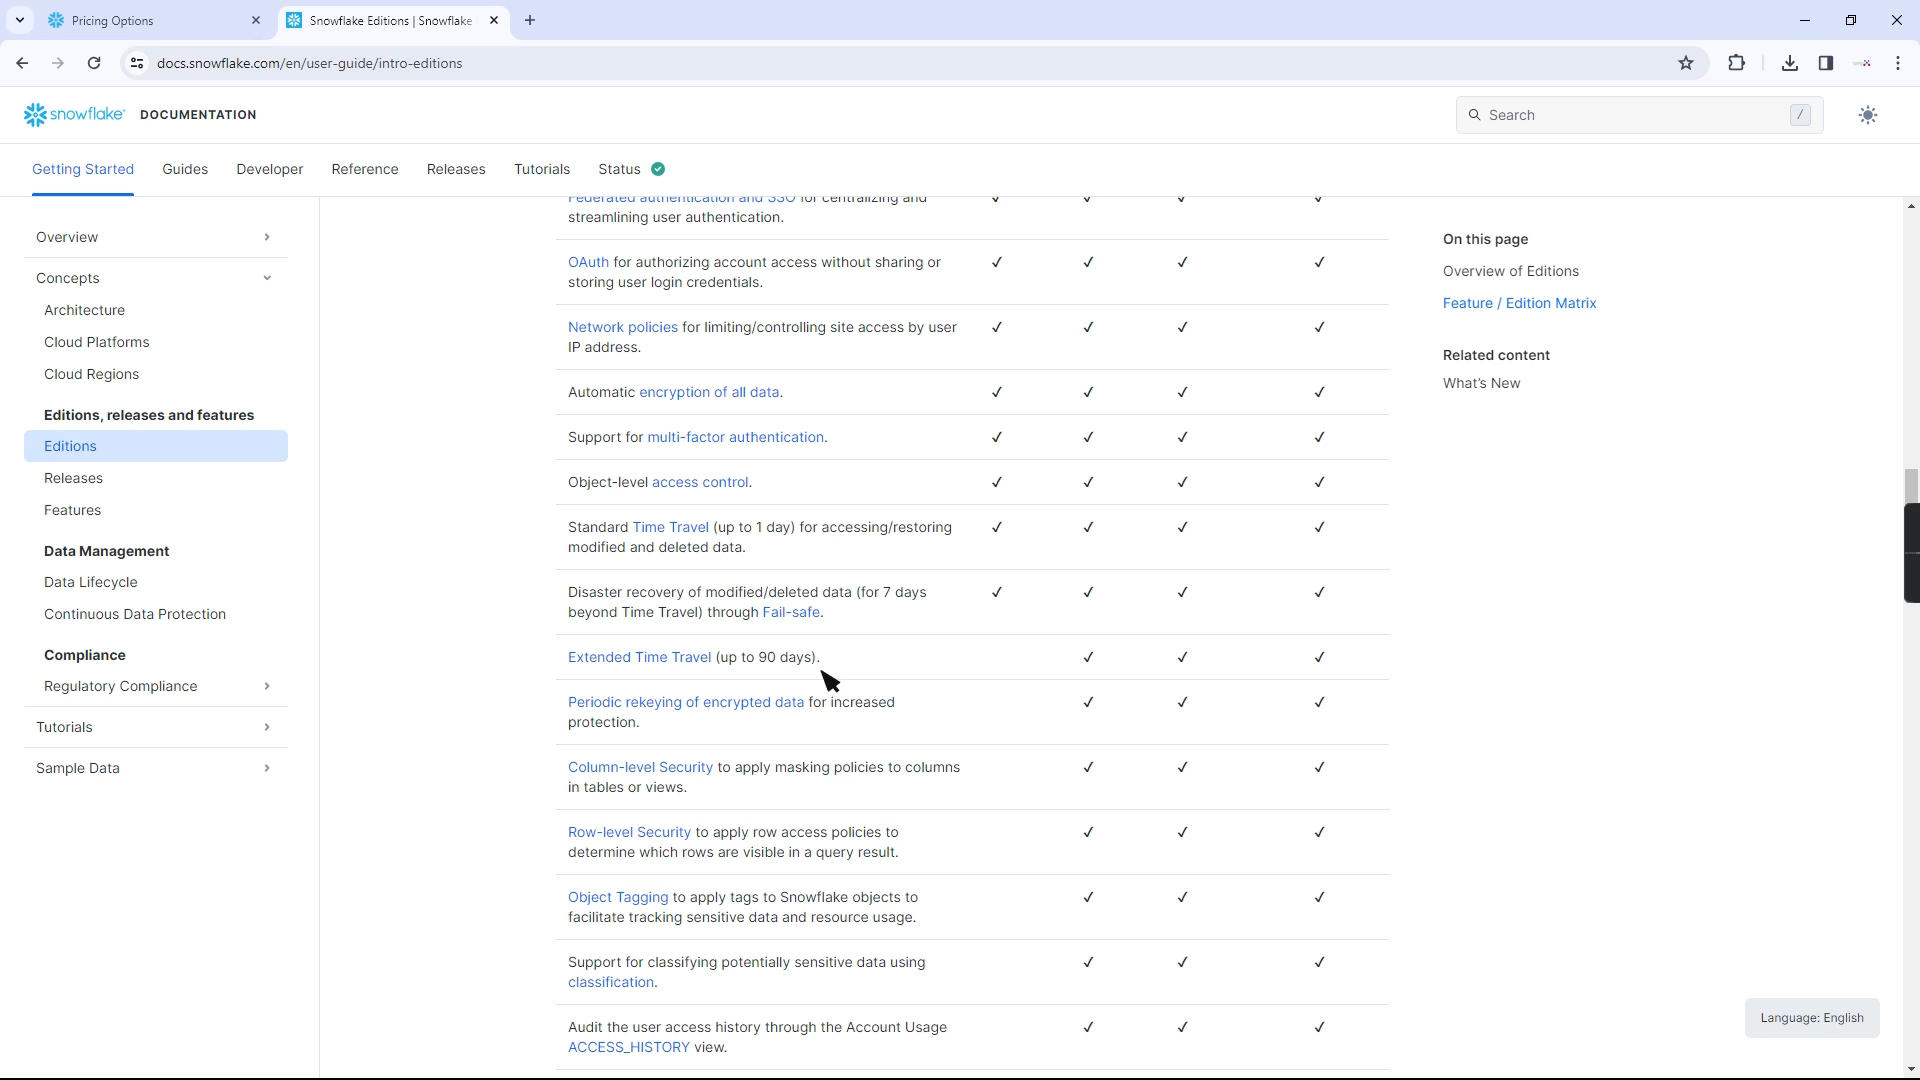 Pricing Options
Snowflake Editions | Snowflake
docs.snowflake.com/en/user-guide/intro-editions
snowflake DOCUMENTATION
Search /
Getting Started Guides Developer Reference Releases Tutorials Status
Overview
Concepts
Architecture
Cloud Platforms
Cloud Regions
Editions, releases and features
Editions
Releases
Features
Data Management
Data Lifecycle
Continuous Data Protection
Compliance
Regulatory Compliance
Tutorials
Sample Data
Federated authentication and SSO for centralizing and ✓ ✓ ✓ ✓
streamlining user authentication.
OAuth for authorizing account access without sharing or ✓ ✓ ✓ ✓
storing user login credentials.
Network policies for limiting/controlling site access by user ✓ ✓ ✓ ✓
IP address.
Automatic encryption of all data. ✓ ✓ ✓ ✓
Support for multi-factor authentication. ✓ ✓ ✓ ✓
Object-level access control. ✓ ✓ ✓ ✓
Standard Time Travel (up to 1 day) for accessing/restoring ✓ ✓ ✓ ✓
modified and deleted data.
Disaster recovery of modified/deleted data (for 7 days ✓ ✓ ✓ ✓
beyond Time Travel) through Fail-safe.
Extended Time Travel (up to 90 days). ✓ ✓ ✓
Periodic rekeying of encrypted data for increased ✓ ✓ ✓
protection.
Column-level Security to apply masking policies to columns ✓ ✓ ✓
in tables or views.
Row-level Security to apply row access policies to ✓ ✓ ✓
determine which rows are visible in a query result.
Object Tagging to apply tags to Snowflake objects to ✓ ✓ ✓
facilitate tracking sensitive data and resource usage.
Support for classifying potentially sensitive data using ✓ ✓ ✓
classification.
Audit the user access history through the Account Usage ✓ ✓ ✓
ACCESS_HISTORY view.
On this page
Overview of Editions
Feature / Edition Matrix
Related content
What's New
Language: English